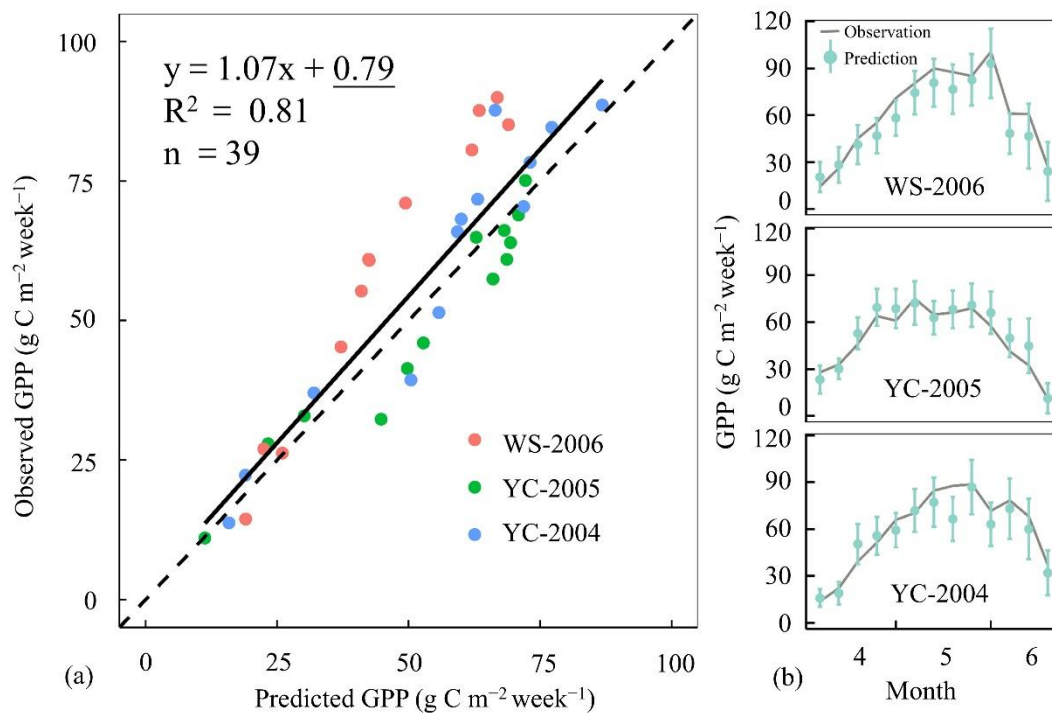 100
75
50
25
0
Observed GPP (g C m⁻² week⁻¹)
y = 1.07x + 0.79
R² = 0.81
n = 39
WS-2006
YC-2005
YC-2004
0 25 50 75 100
(a)
Predicted GPP (g C m⁻² week⁻¹)
120
90
60
30
0
Observation
Prediction
WS-2006
120
90
60
30
0
YC-2005
120
90
60
30
0
YC-2004
GPP (g C m⁻² week⁻¹)
4 5 6
(b)
Month